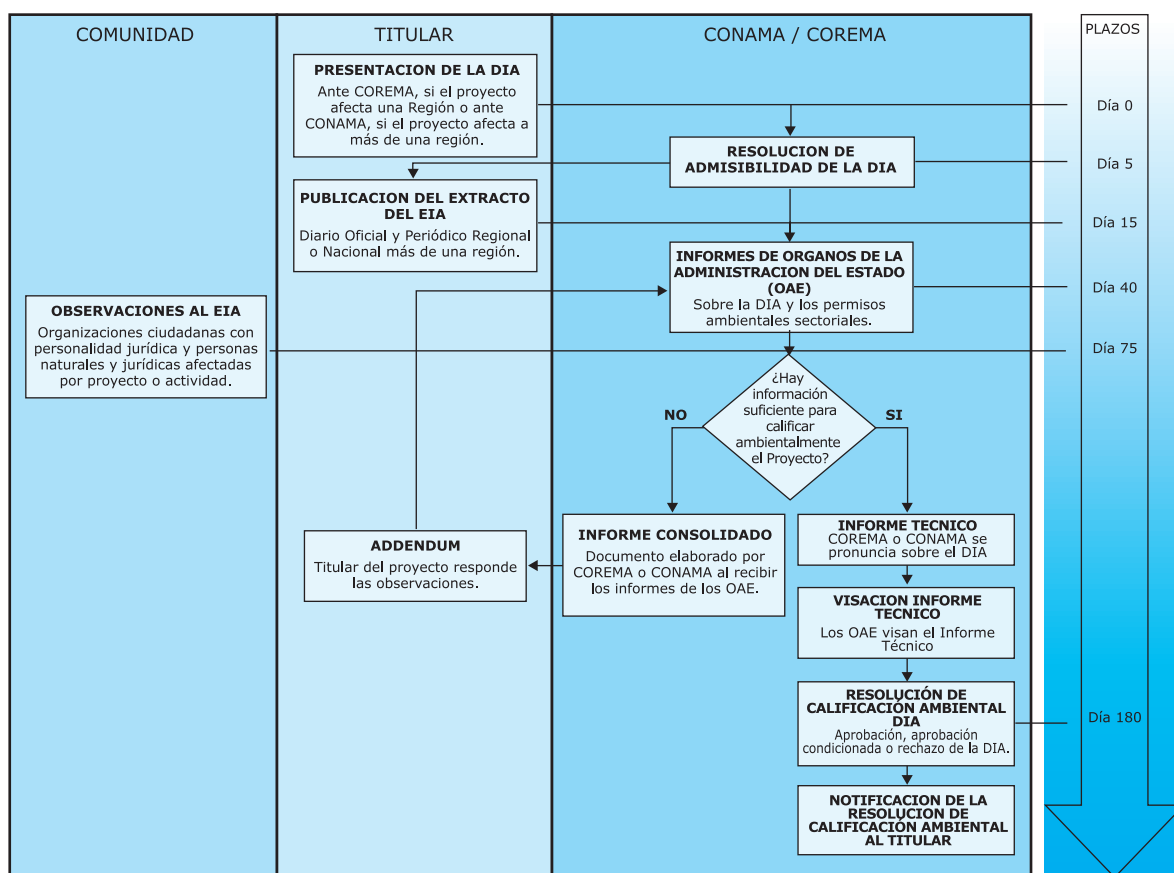 COMUNIDAD
TITULAR
CONAMA / COREMA
PLAZOS
PRESENTACION DE LA DIA
Ante COREMA, si el proyecto
afecta una Región o ante
CONAMA, si el proyecto afecta a
más de una región.
Día 0
RESOLUCION DE
ADMISIBILIDAD DE LA DIA
Día 5
PUBLICACION DEL EXTRACTO
DEL EIA
Diario Oficial y Periódico Regional
o Nacional más de una región.
Día 15
INFORMES DE ORGANOS DE LA
ADMINISTRACION DEL ESTADO
(OAE)
Sobre la DIA y los permisos
ambientales sectoriales.
Día 40
OBSERVACIONES AL EIA
Organizaciones ciudadanas con
personalidad jurídica y personas
naturales y jurídicas afectadas
por proyecto o actividad.
Día 75
¿Hay
información
suficiente para
calificar
ambientalmente
el Proyecto?
NO
SI
ADDENDUM
Titular del proyecto responde
las observaciones.
INFORME CONSOLIDADO
Documento elaborado por
COREMA o CONAMA al recibir
los informes de los OAE.
INFORME TECNICO
COREMA o CONAMA se
pronuncia sobre el DIA
VISACION INFORME
TECNICO
Los OAE visan el Informe
Técnico
RESOLUCIÓN DE
CALIFICACIÓN AMBIENTAL
DIA
Aprobación, aprobación
condicionada o rechazo de la DIA.
Día 180
NOTIFICACION DE LA
RESOLUCION DE
CALIFICACIÓN AMBIENTAL
AL TITULAR